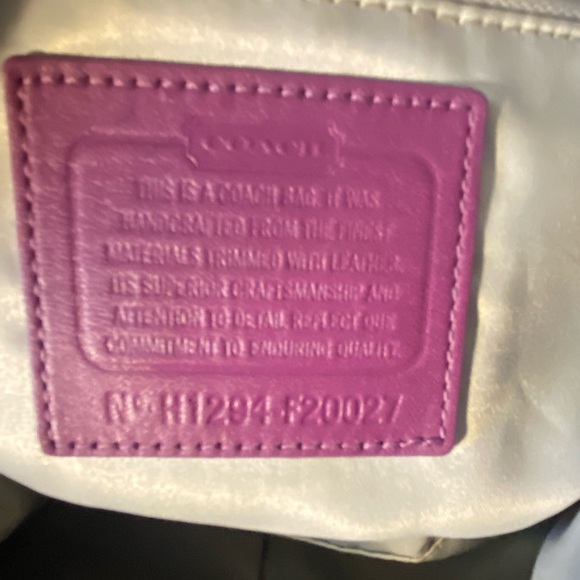 COACH
THIS IS A COACH BAG. IT WAS
HANDCRAFTED FROM THE FINEST
MATERIALS TRIMMED WITH LEATHER.
ITS SUPERIOR CRAFTSMANSHIP AND
ATTENTION TO DETAIL REFLECT OUR
COMMITMENT TO ENDURING QUALITY.
Nº H1294-F20027